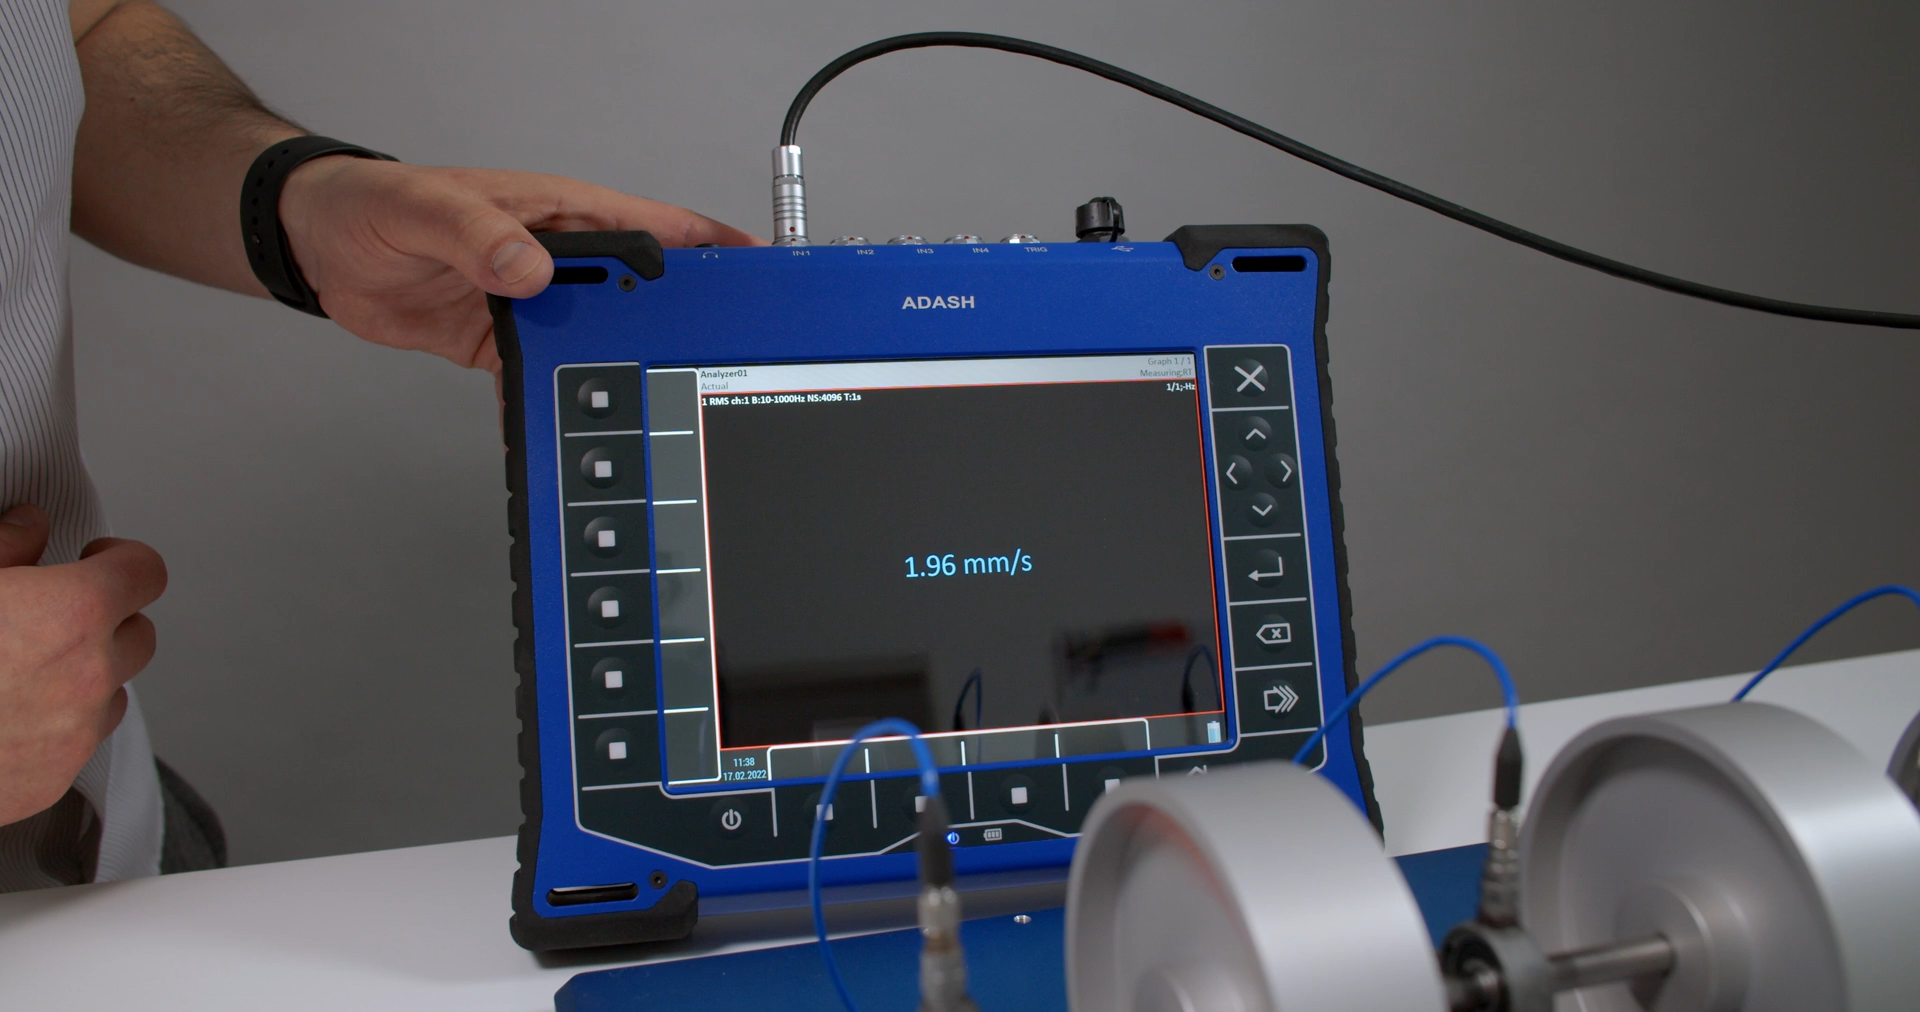 IN1 IN2 IN3 IN4 TRIG
ADASH
Analyzer01
Graph 1 / 1
Actual
Measuring;RT
1 RMS ch:1 B:10-1000Hz NS:4096 T:1s
1/1;-Hz
1.96 mm/s
11:38
17.02.2022